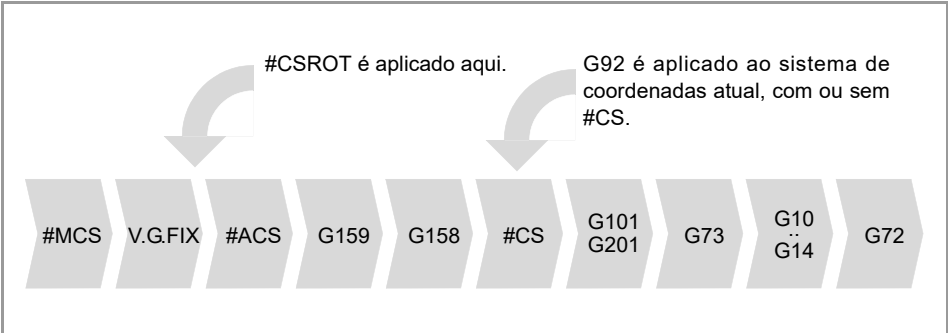 #CSROT é aplicado aqui.
G92 é aplicado ao sistema de
coordenadas atual, com ou sem
#CS.
#MCS
V.G.FIX
#ACS
G159
G158
#CS
G101
G201
G73
G10
..
G14
G72